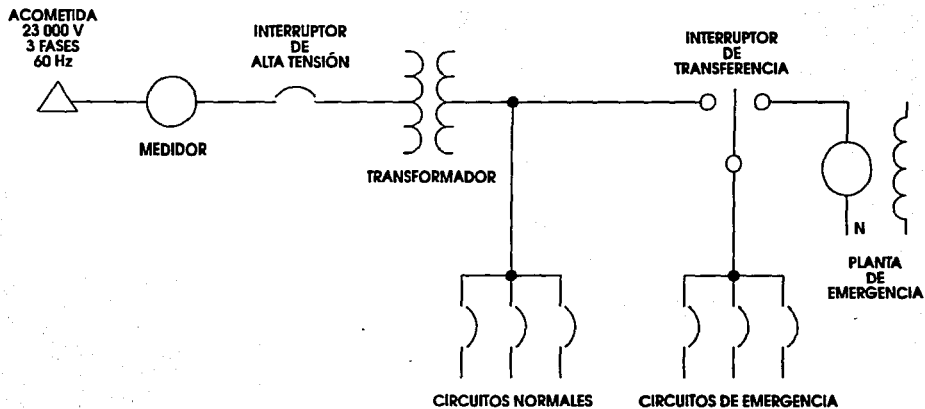 ACOMETIDA
23 000 V
3 FASES
60 Hz
MEDIDOR
INTERRUPTOR
DE
ALTA TENSIÓN
TRANSFORMADOR
INTERRUPTOR
DE
TRANSFERENCIA
N
PLANTA
DE
EMERGENCIA
CIRCUITOS NORMALES
CIRCUITOS DE EMERGENCIA